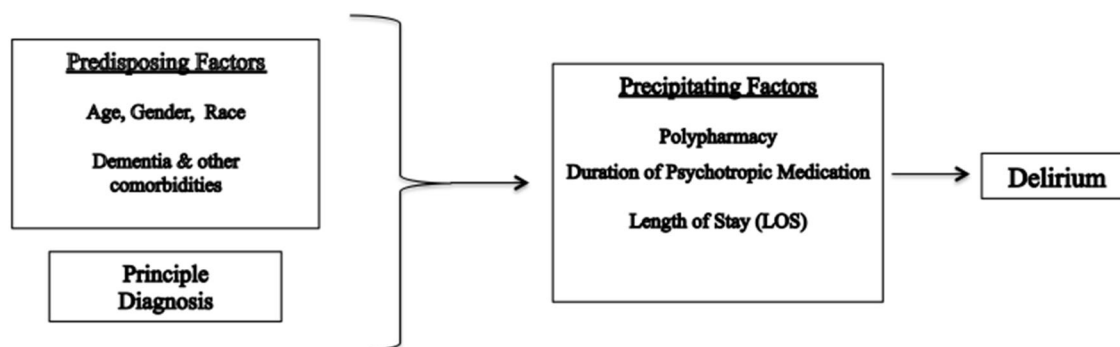 Predisposing Factors
Age, Gender, Race
Dementia & other
comorbidities
Principle
Diagnosis
Precipitating Factors
Polypharmacy
Duration of Psychotropic Medication
Length of Stay (LOS)
Delirium